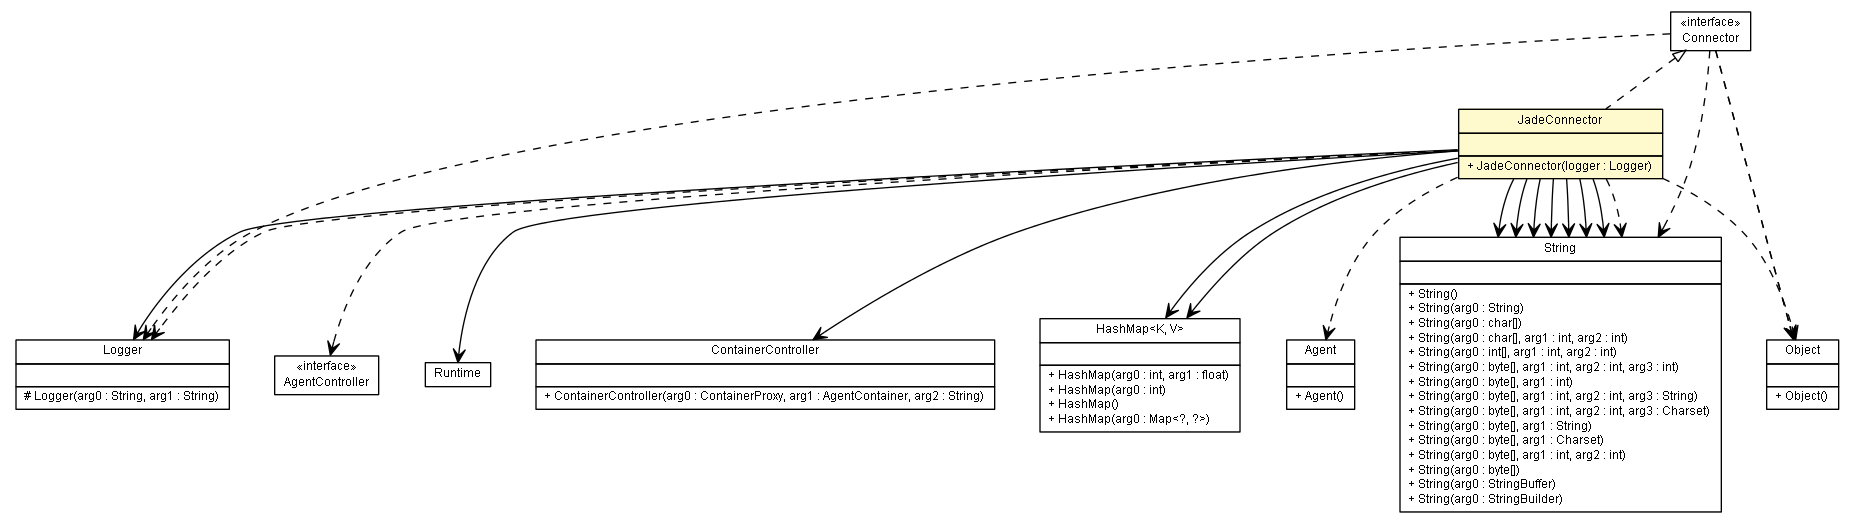 «interface»
Connector
JadeConnector
+ JadeConnector(logger : Logger)
Logger
# Logger(arg0 : String, arg1 : String)
«interface»
AgentController
Runtime
ContainerController
+ ContainerController(arg0 : ContainerProxy, arg1 : AgentContainer, arg2 : String)
HashMap<K, V>
+ HashMap(arg0 : int, arg1 : float)
+ HashMap(arg0 : int)
+ HashMap()
+ HashMap(arg0 : Map<?, ?>)
Agent
+ Agent()
String
+ String()
+ String(arg0 : String)
+ String(arg0 : char[])
+ String(arg0 : char[], arg1 : int, arg2 : int)
+ String(arg0 : int[], arg1 : int, arg2 : int)
+ String(arg0 : byte[], arg1 : int, arg2 : int, arg3 : int)
+ String(arg0 : byte[], arg1 : int)
+ String(arg0 : byte[], arg1 : int, arg2 : int, arg3 : String)
+ String(arg0 : byte[], arg1 : int, arg2 : int, arg3 : Charset)
+ String(arg0 : byte[], arg1 : String)
+ String(arg0 : byte[], arg1 : Charset)
+ String(arg0 : byte[], arg1 : int, arg2 : int)
+ String(arg0 : byte[])
+ String(arg0 : StringBuffer)
+ String(arg0 : StringBuilder)
Object
+ Object()